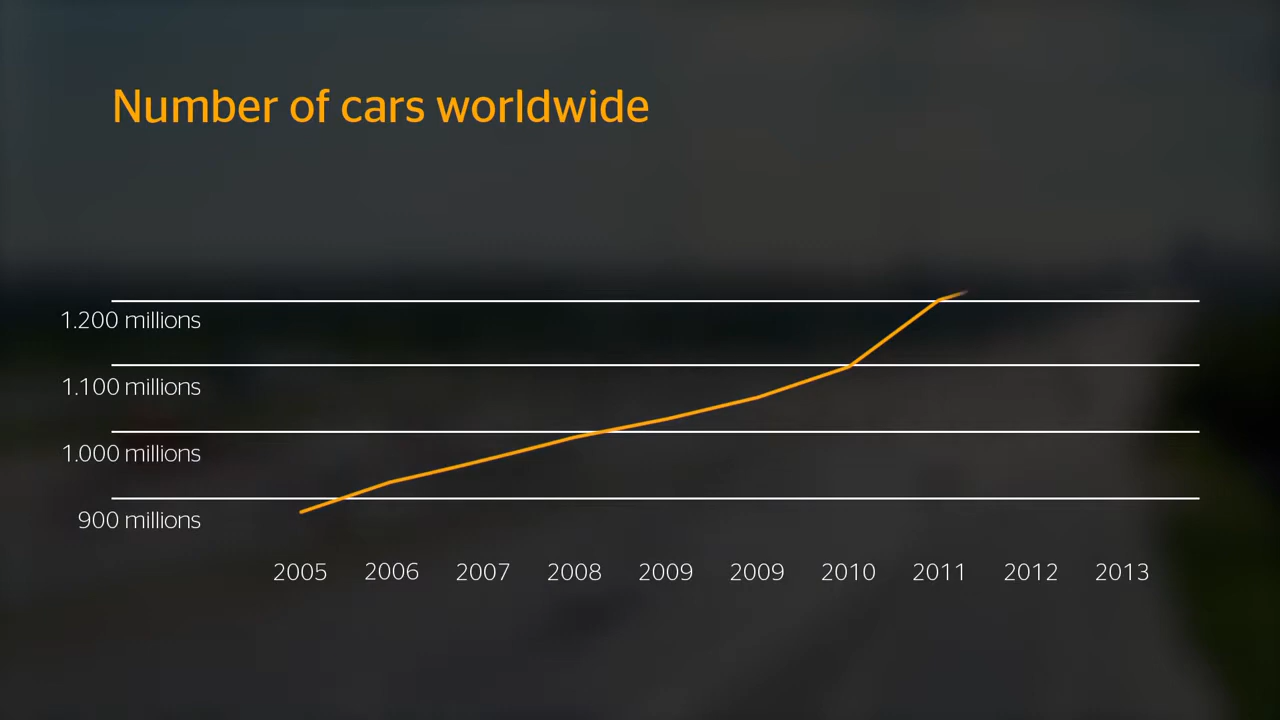 Number of cars worldwide
1.200 millions
1.100 millions
1.000 millions
900 millions
2005 2006 2007 2008 2009 2009 2010 2011 2012 2013